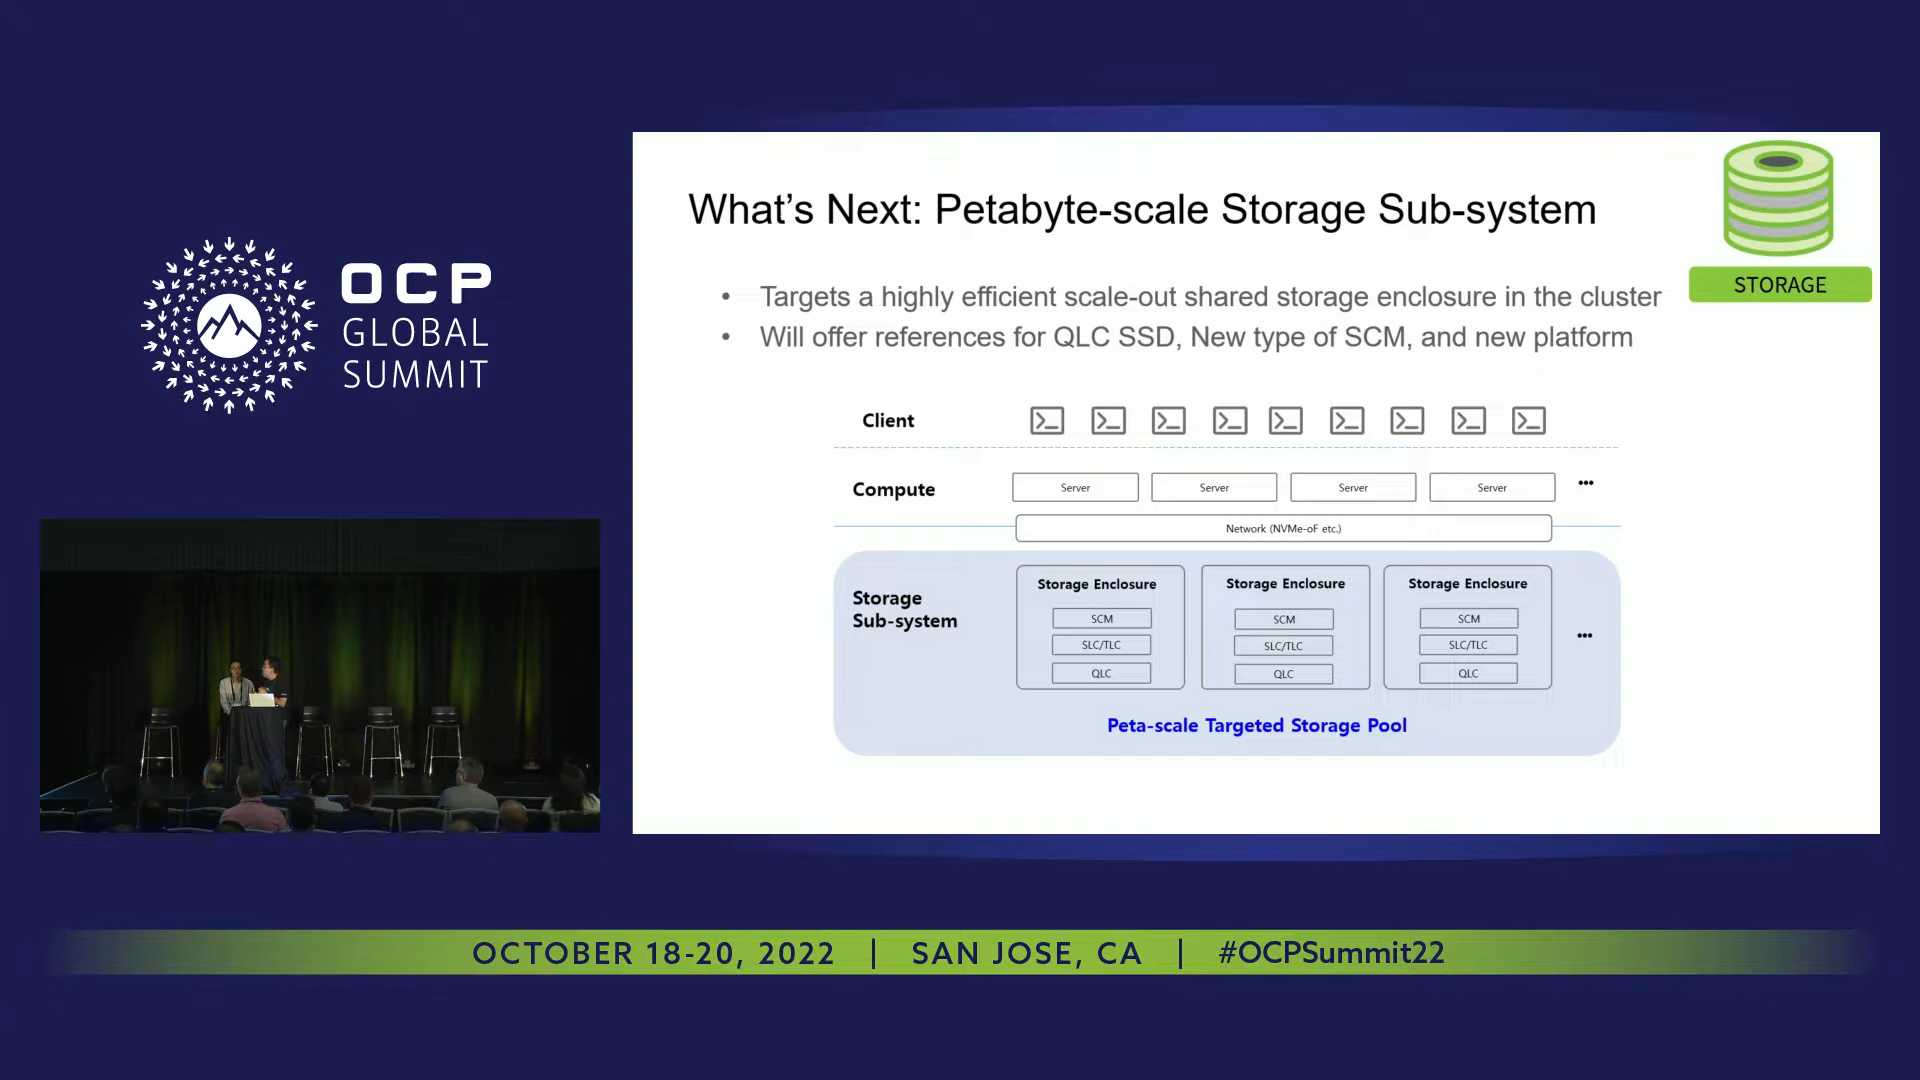 OCP
GLOBAL
SUMMIT
What's Next: Petabyte-scale Storage Sub-system
STORAGE
• Targets a highly efficient scale-out shared storage enclosure in the cluster
• Will offer references for QLC SSD, New type of SCM, and new platform
Client
Compute
Server Server Server Server •••
Network (NVMe-oF etc.)
Storage
Sub-system
Storage Enclosure Storage Enclosure Storage Enclosure
SCM SCM SCM
SLC/TLC SLC/TLC SLC/TLC •••
QLC QLC QLC
Peta-scale Targeted Storage Pool
OCTOBER 18-20, 2022 | SAN JOSE, CA | #OCPSummit22